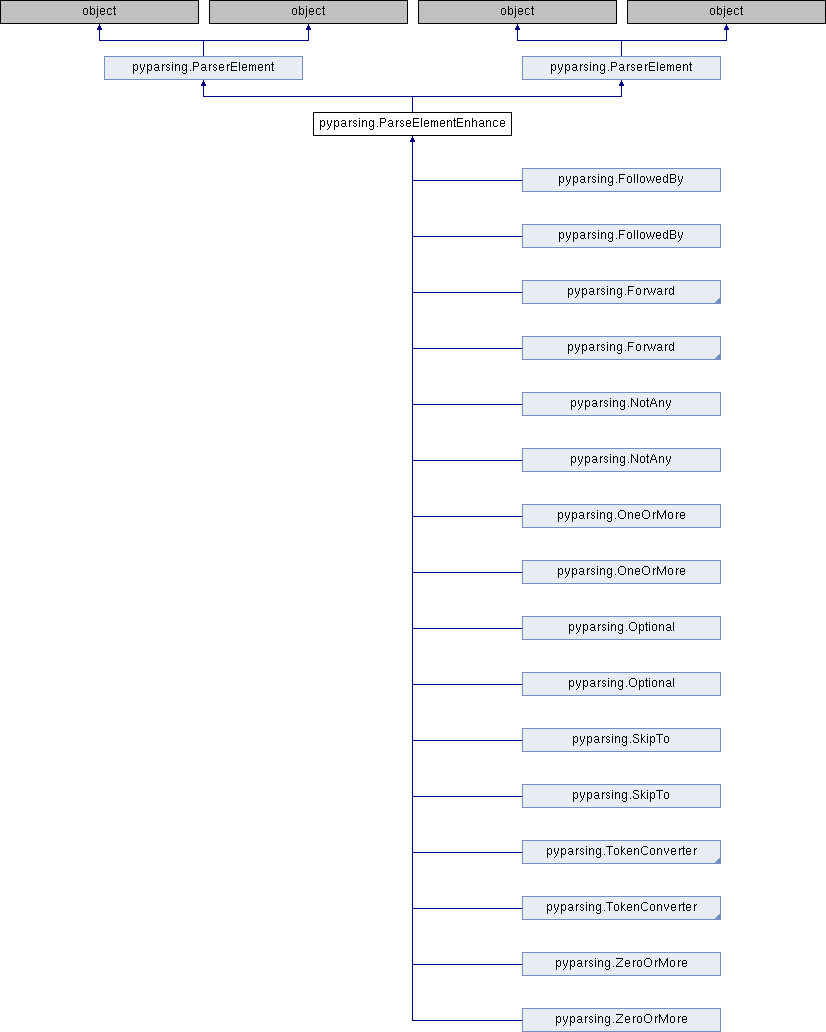 object
object
object
object
pyparsing.ParserElement
pyparsing.ParserElement
pyparsing.ParseElementEnhance
pyparsing.FollowedBy
pyparsing.FollowedBy
pyparsing.Forward
pyparsing.Forward
pyparsing.NotAny
pyparsing.NotAny
pyparsing.OneOrMore
pyparsing.OneOrMore
pyparsing.Optional
pyparsing.Optional
pyparsing.SkipTo
pyparsing.SkipTo
pyparsing.TokenConverter
pyparsing.TokenConverter
pyparsing.ZeroOrMore
pyparsing.ZeroOrMore